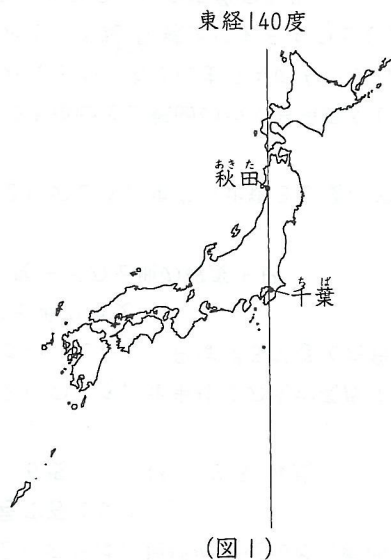 東経140度
あきた
秋田
ちば
千葉
(図1)